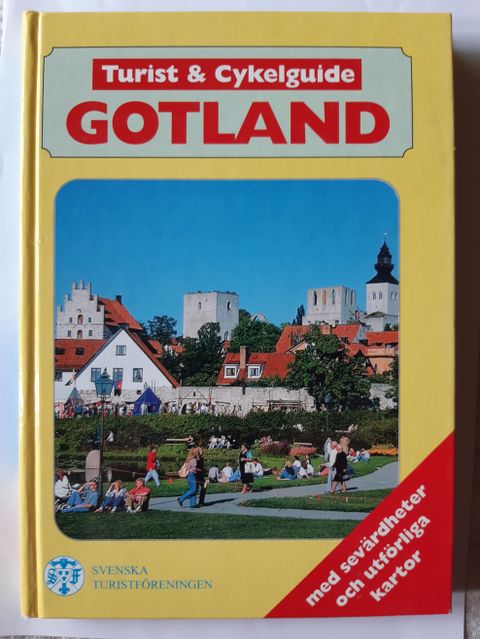 Turist & Cykelguide
GOTLAND
med sevärdheter
och utförliga
kartor
SVENSKA
TURISTFÖRENINGEN